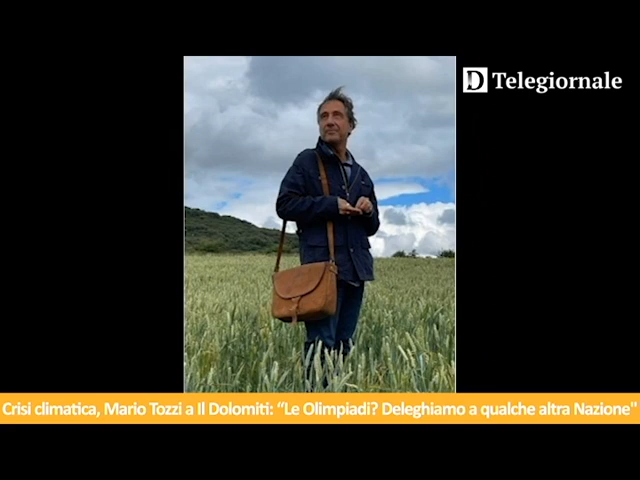 D Telegiornale
Crisi climatica, Mario Tozzi a Il Dolomiti: “Le Olimpiadi? Deleghiamo a qualche altra Nazione"